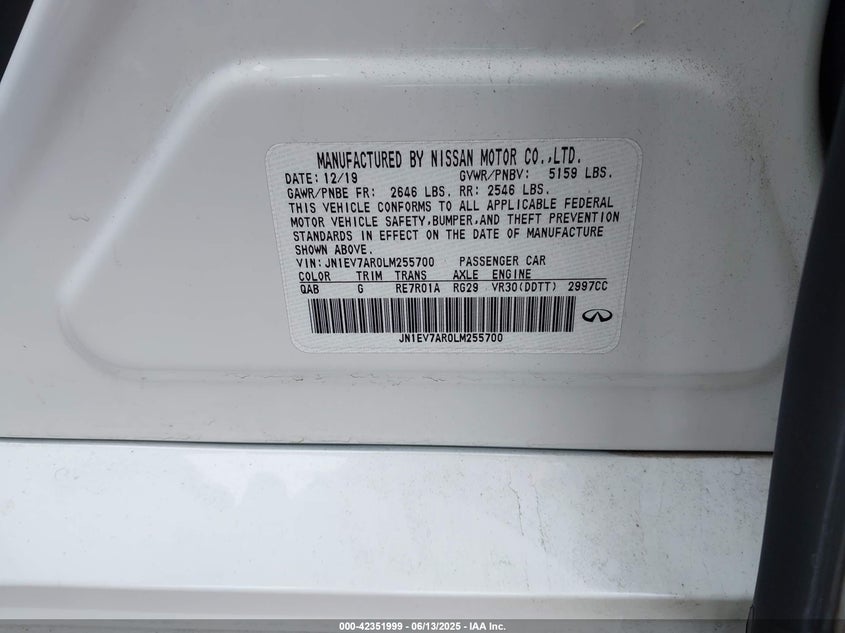 MANUFACTURED BY NISSAN MOTOR CO.,LTD.
DATE: 12/19 GVWR/PNBV: 5159 LBS.
GAWR/PNBE FR: 2646 LBS. RR: 2546 LBS.
THIS VEHICLE CONFORMS TO ALL APPLICABLE FEDERAL
MOTOR VEHICLE SAFETY,BUMPER,AND THEFT PREVENTION
STANDARDS IN EFFECT ON THE DATE OF MANUFACTURE
SHOWN ABOVE.
VIN: JN1EV7AR0LM255700 PASSENGER CAR
COLOR TRIM TRANS AXLE ENGINE
QAB G RE7R01A RG29 VR30(DDTT) 2997CC
JN1EV7AR0LM255700
000-42351999 - 06/13/2025 - IAA Inc.